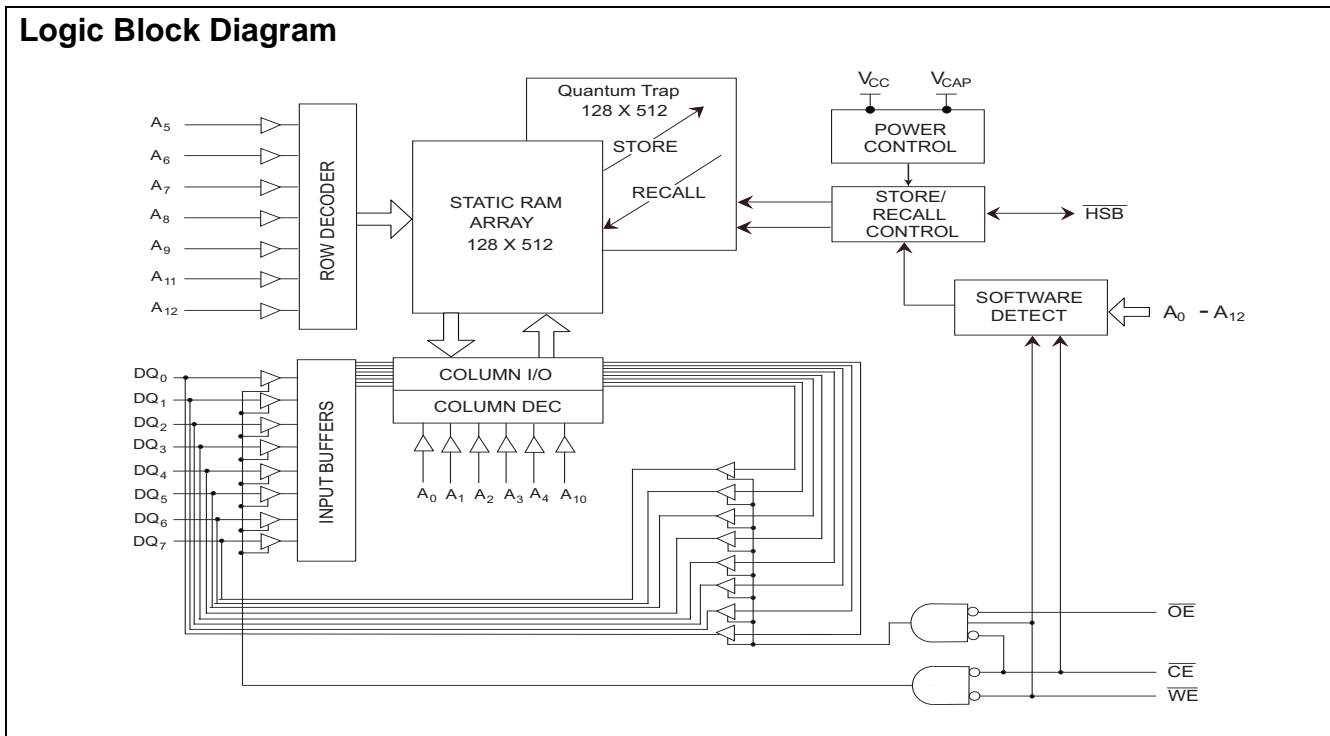 Logic Block Diagram
Quantum Trap
128 X 512
STORE
RECALL
STATIC RAM
ARRAY
128 X 512
VCC
VCAP
POWER
CONTROL
STORE/
RECALL
CONTROL
HSB
SOFTWARE
DETECT
A0 - A12
A5
A6
A7
A8
A9
A11
A12
ROW DECODER
DQ0
DQ1
DQ2
DQ3
DQ4
DQ5
DQ6
DQ7
INPUT BUFFERS
COLUMN I/O
COLUMN DEC
A0 A1 A2 A3 A4 A10
OE
CE
WE